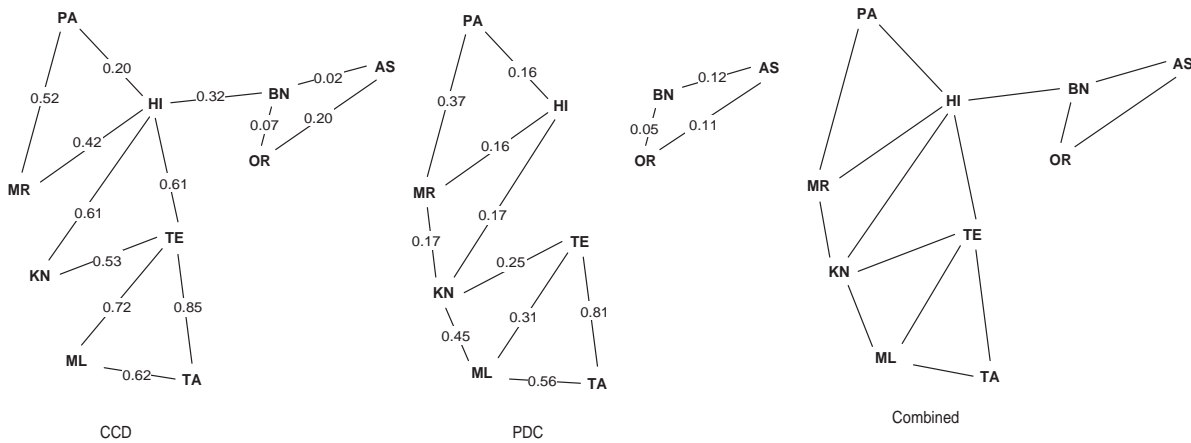 PA
0.20
0.52
HI
0.32
BN
0.02
AS
0.07
0.20
OR
0.42
MR
0.61
0.61
TE
KN
0.53
0.72
0.85
ML
0.62
TA
CCD
PA
0.16
0.37
HI
0.16
MR
0.17
0.17
TE
0.25
KN
0.31
0.81
0.45
ML
0.56
TA
BN
0.12
AS
0.05
0.11
OR
PDC
PA
HI
BN
AS
OR
MR
TE
KN
ML
TA
Combined